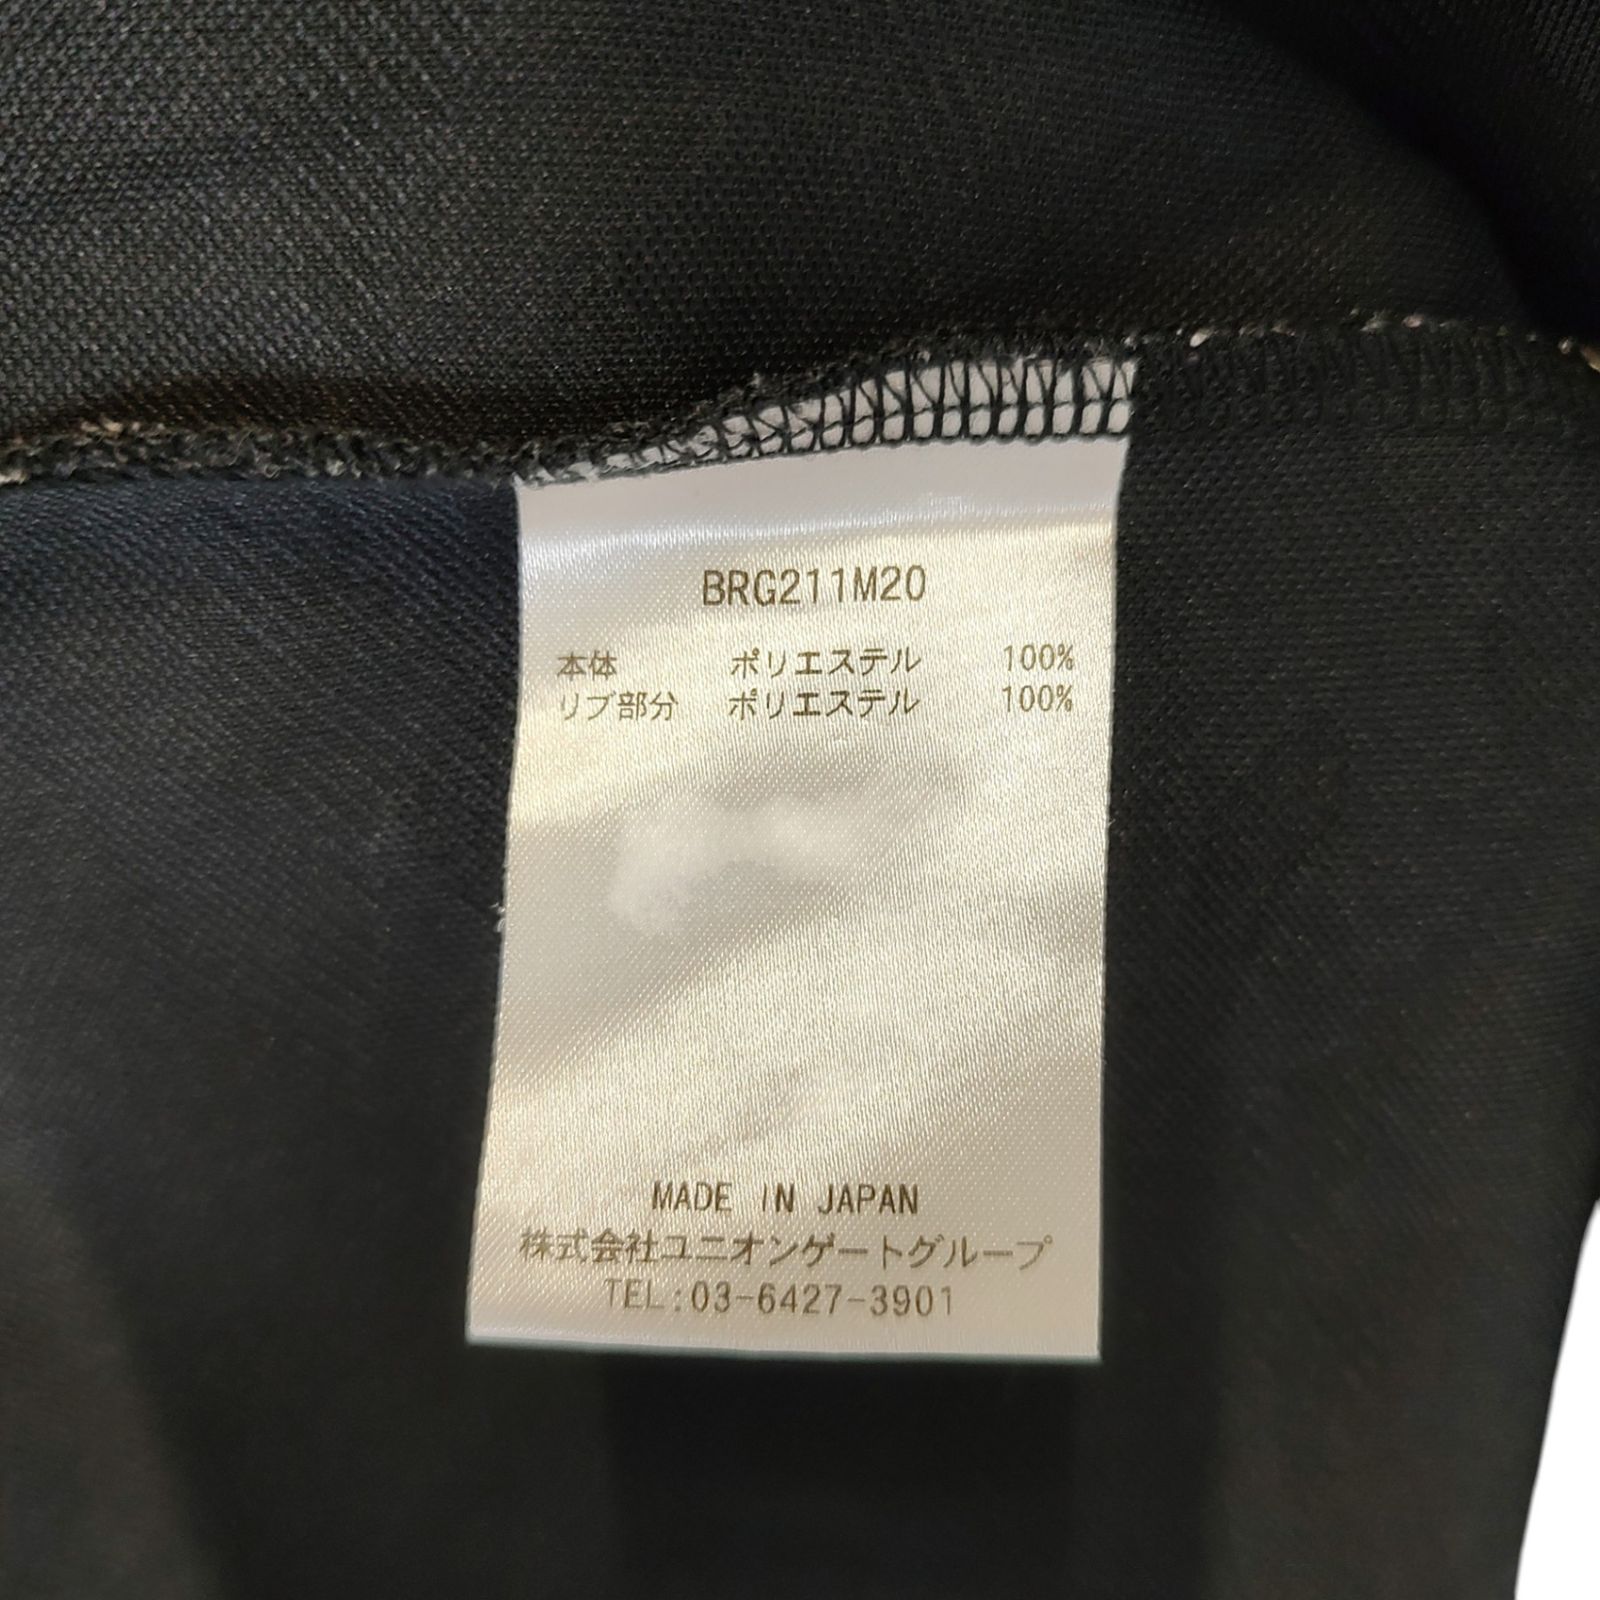 BRG211M20
本体 ポリエステル 100%
リブ部分 ポリエステル 100%
MADE IN JAPAN
株式会社ユニオンゲートグループ
TEL:03-6427-3901